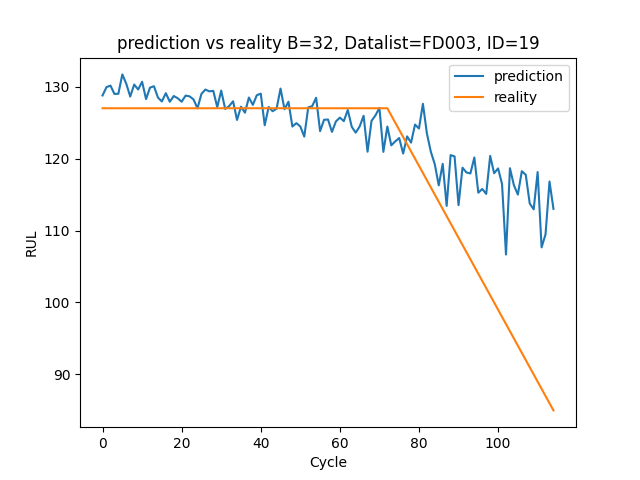 prediction vs reality B=32, Datalist=FD003, ID=19
prediction
reality
RUL
130
120
110
100
90
0 20 40 60 80 100
Cycle